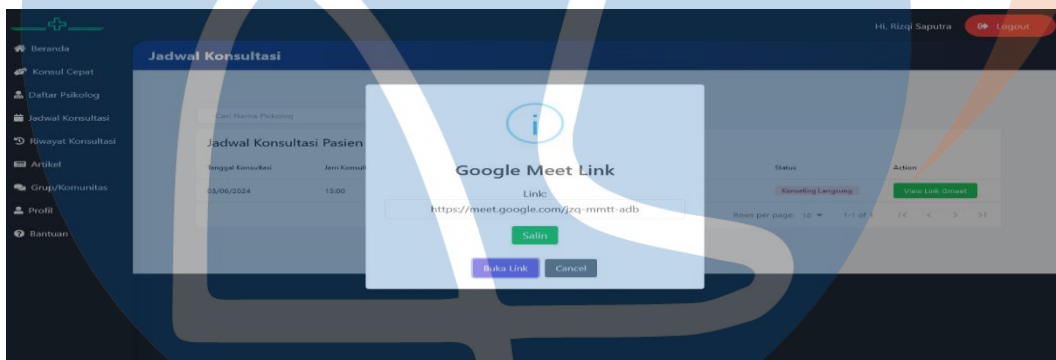 Hi, Rizqi Saputra
Logout
Beranda
Konsul Cepat
Daftar Psikolog
Jadwal Konsultasi
Riwayat Konsultasi
Artikel
Grup/Komunitas
Profil
Bantuan
Jadwal Konsultasi
Cari Nama Psikolog
Jadwal Konsultasi Pasien
Tanggal Konsultasi Jam Konsult Status Action
03/06/2024 15:00 Konseling Langsung View Link Gmeet
Rows per page: 10 1-1 of 1
Google Meet Link
Link:
https://meet.google.com/jzq-mmtt-adb
Salin
Buka Link Cancel